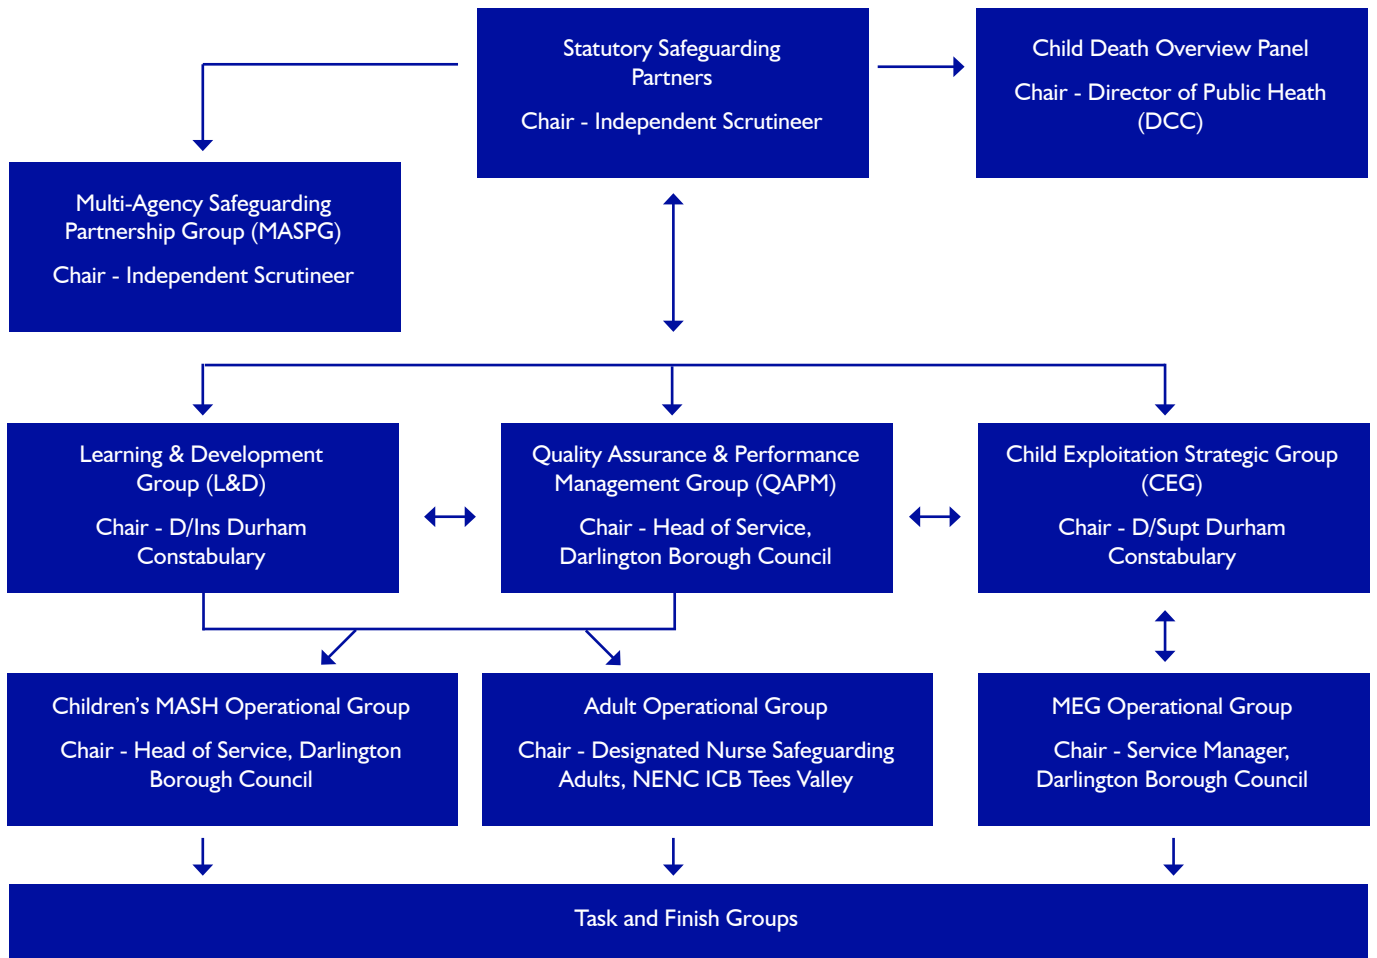 Statutory Safeguarding
Partners
Chair - Independent Scrutineer
Child Death Overview Panel
Chair - Director of Public Heath
(DCC)
Multi-Agency Safeguarding
Partnership Group (MASPG)
Chair - Independent Scrutineer
Learning & Development
Group (L&D)
Chair - D/Ins Durham
Constabulary
Quality Assurance & Performance
Management Group (QAPM)
Chair - Head of Service,
Darlington Borough Council
Child Exploitation Strategic Group
(CEG)
Chair - D/Supt Durham
Constabulary
Children’s MASH Operational Group
Chair - Head of Service, Darlington
Borough Council
Adult Operational Group
Chair - Designated Nurse Safeguarding
Adults, NENC ICB Tees Valley
MEG Operational Group
Chair - Service Manager,
Darlington Borough Council
Task and Finish Groups